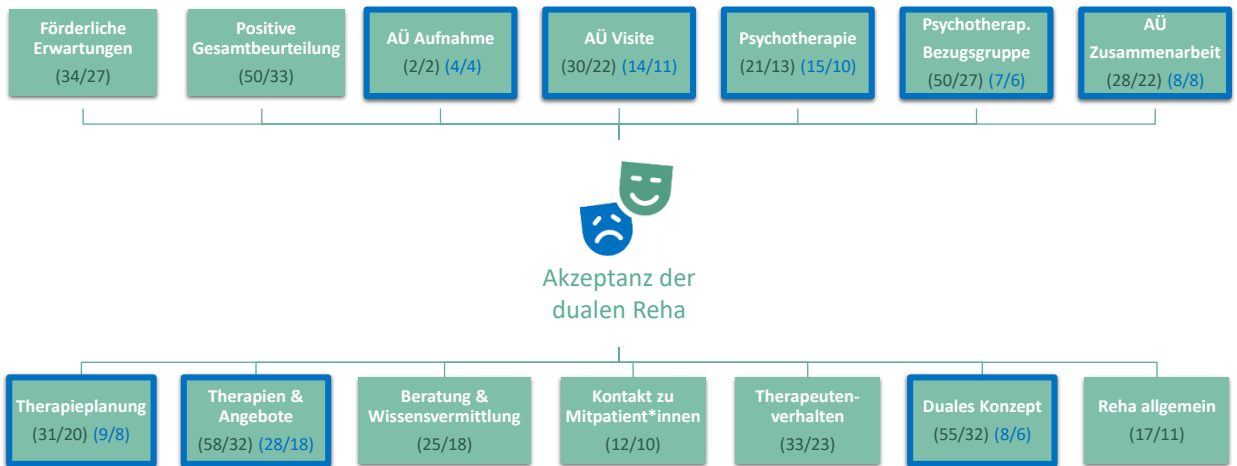 Förderliche
Erwartungen
(34/27)
Positive
Gesamtbeurteilung
(50/33)
AÜ Aufnahme
(2/2) (4/4)
AÜ Visite
(30/22) (14/11)
Psychotherapie
(21/13) (15/10)
Psychotherap.
Bezugsgruppe
(50/27) (7/6)
AÜ
Zusammenarbeit
(28/22) (8/8)
Akzeptanz der
dualen Reha
Therapieplanung
(31/20) (9/8)
Therapien &
Angebote
(58/32) (28/18)
Beratung &
Wissensvermittlung
(25/18)
Kontakt zu
Mitpatient*innen
(12/10)
Therapeuten-
verhalten
(33/23)
Duales Konzept
(55/32) (8/6)
Reha allgemein
(17/11)